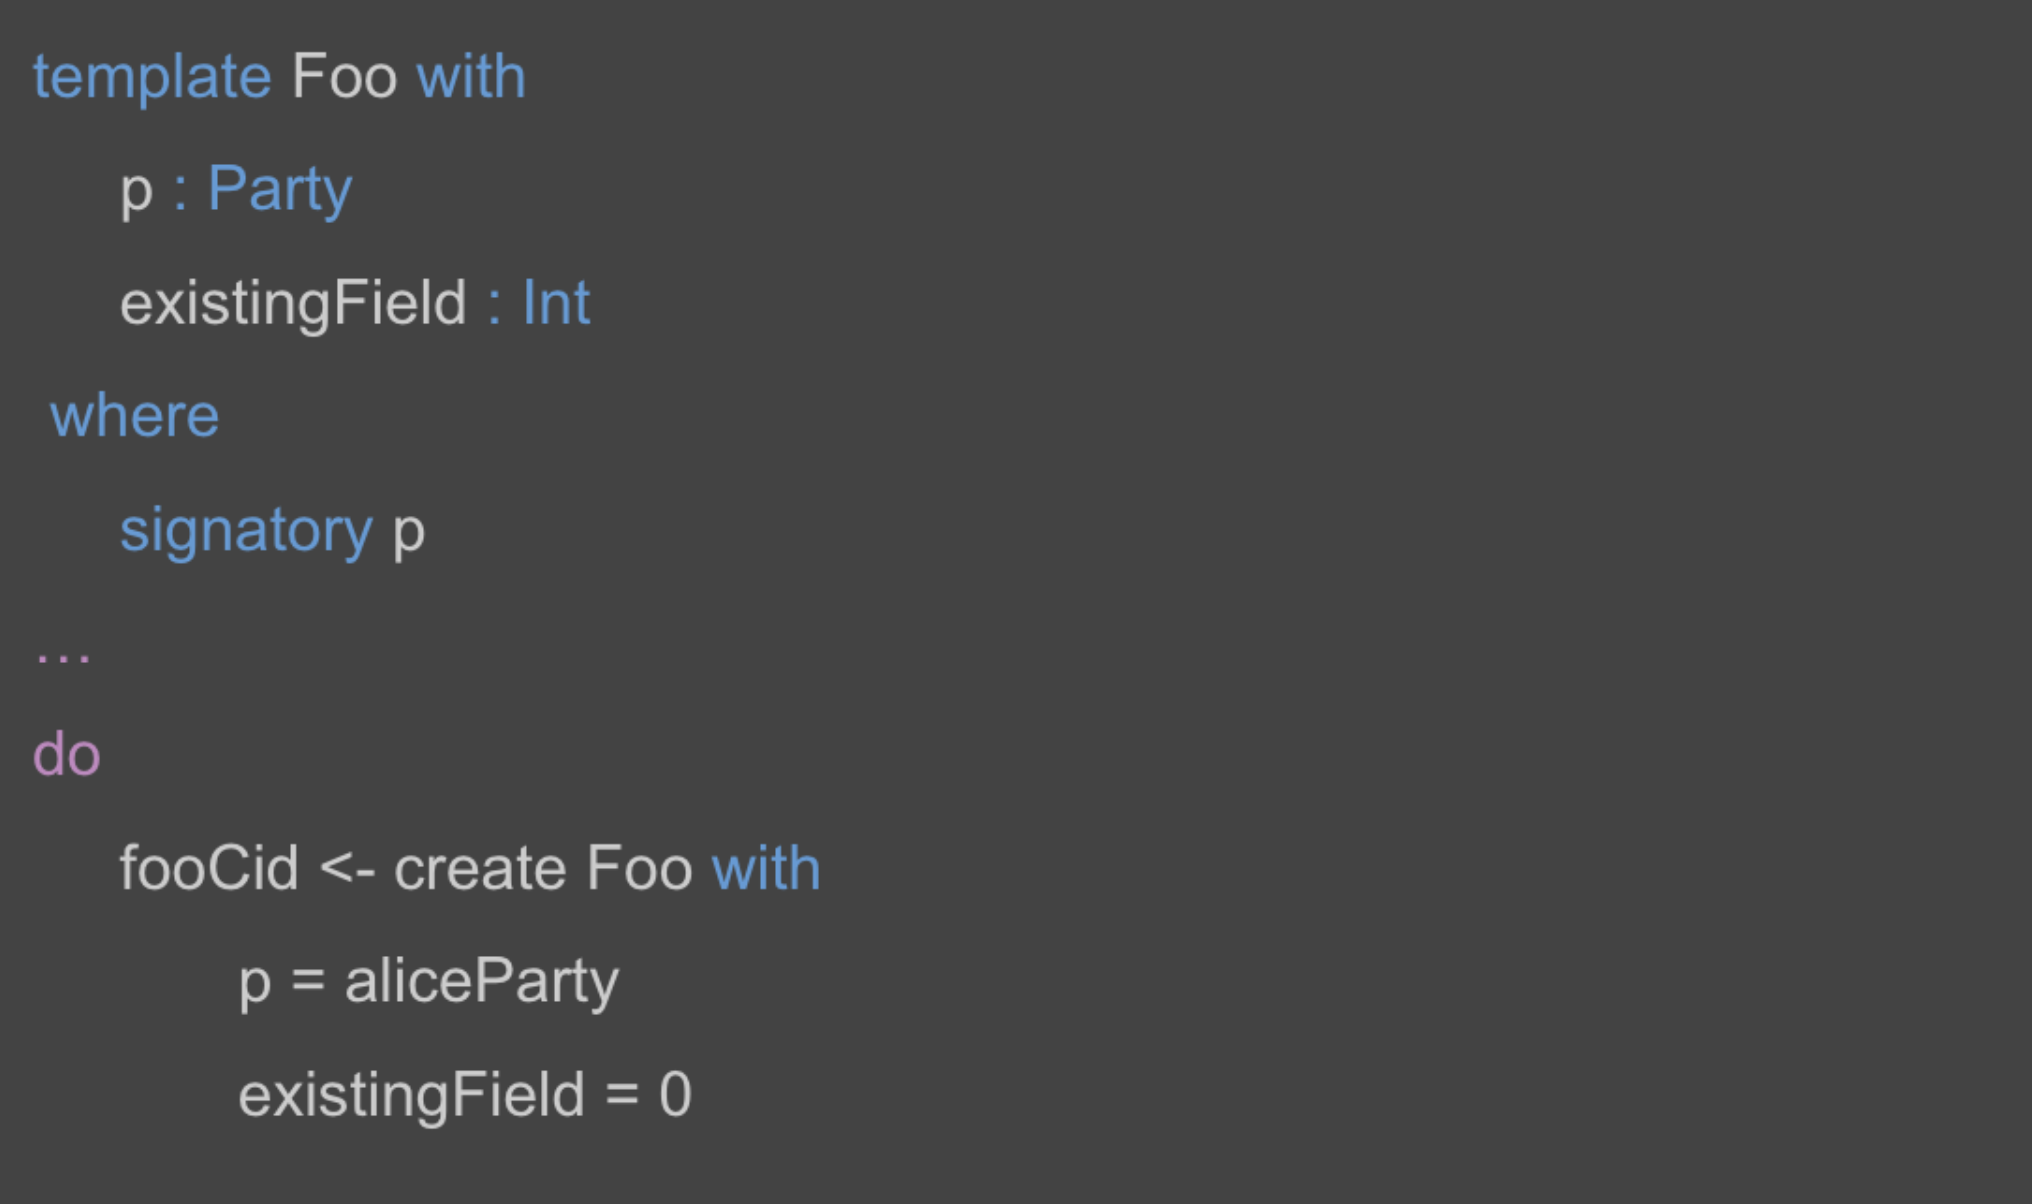 template Foo with
p : Party
existingField : Int
where
signatory p
…
do
fooCid <- create Foo with
p = aliceParty
existingField = 0